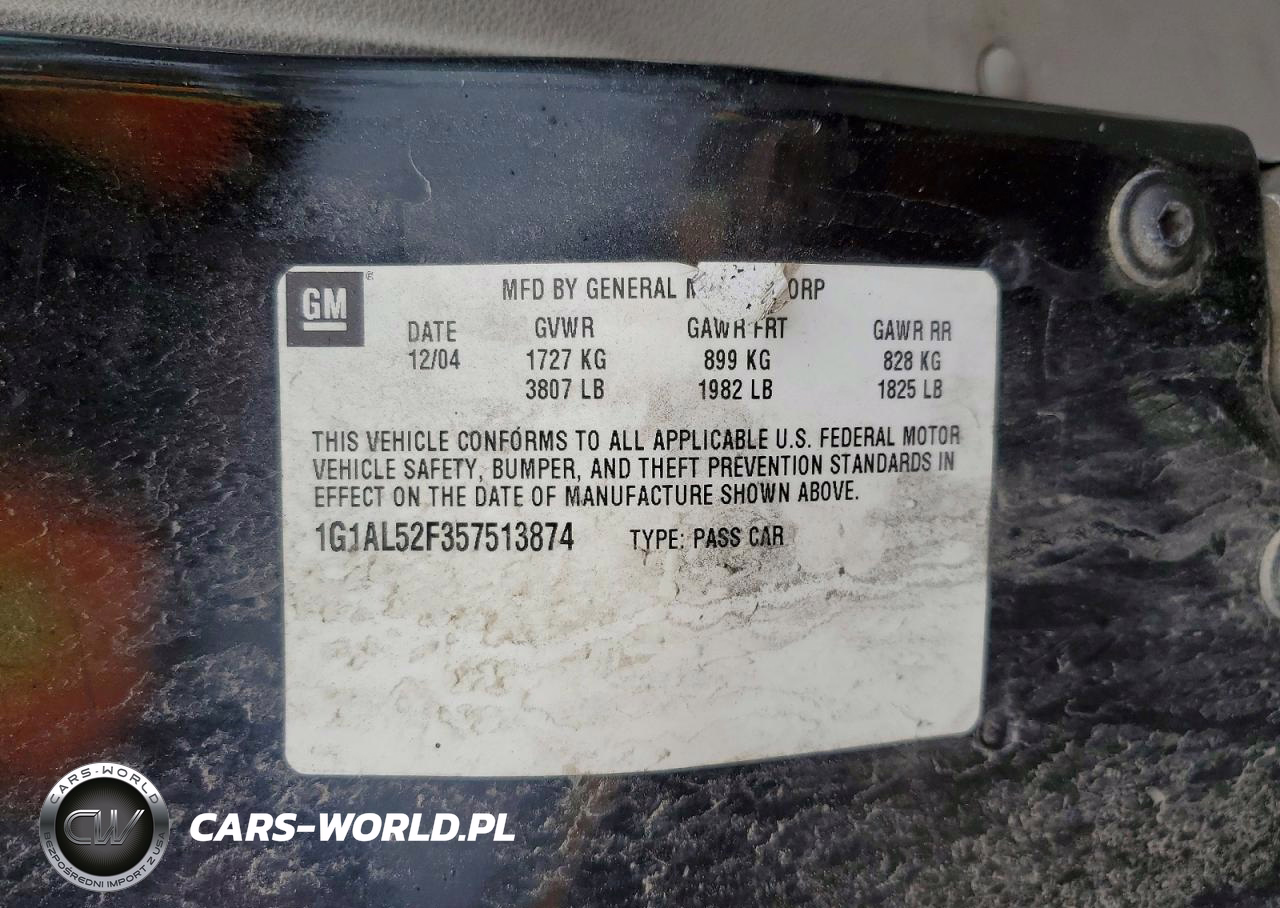 GM
MFD BY GENERAL ORP
DATE GVWR GAWR FRT GAWR RR
12/04 1727 KG 899 KG 828 KG
3807 LB 1982 LB 1825 LB
THIS VEHICLE CONFORMS TO ALL APPLICABLE U.S. FEDERAL MOTOR
VEHICLE SAFETY, BUMPER, AND THEFT PREVENTION STANDARDS IN
EFFECT ON THE DATE OF MANUFACTURE SHOWN ABOVE.
1G1AL52F357513874 TYPE: PASS CAR
CARS-WORLD
CW
BEZPOŚREDNI IMPORT Z USA
CARS-WORLD.PL